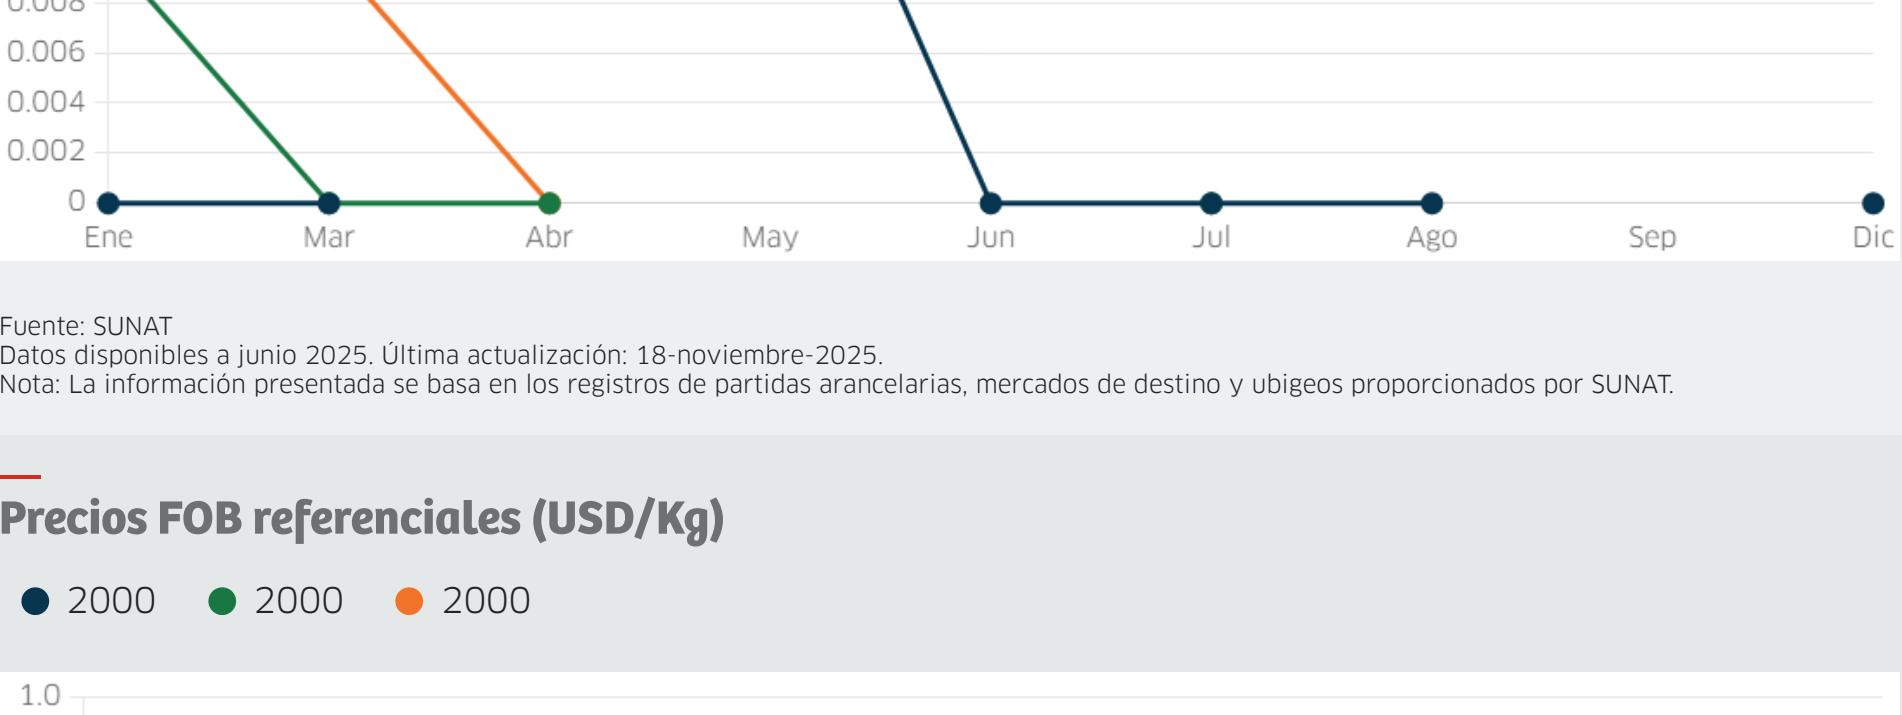 0.008
0.006
0.004
0.002
0
Ene Mar Abr May Jun Jul Ago Sep Dic
Fuente: SUNAT
Datos disponibles a junio 2025. Última actualización: 18-noviembre-2025.
Nota: La información presentada se basa en los registros de partidas arancelarias, mercados de destino y ubigeos proporcionados por SUNAT.
Precios FOB referenciales (USD/Kg)
2000 2000 2000
1.0